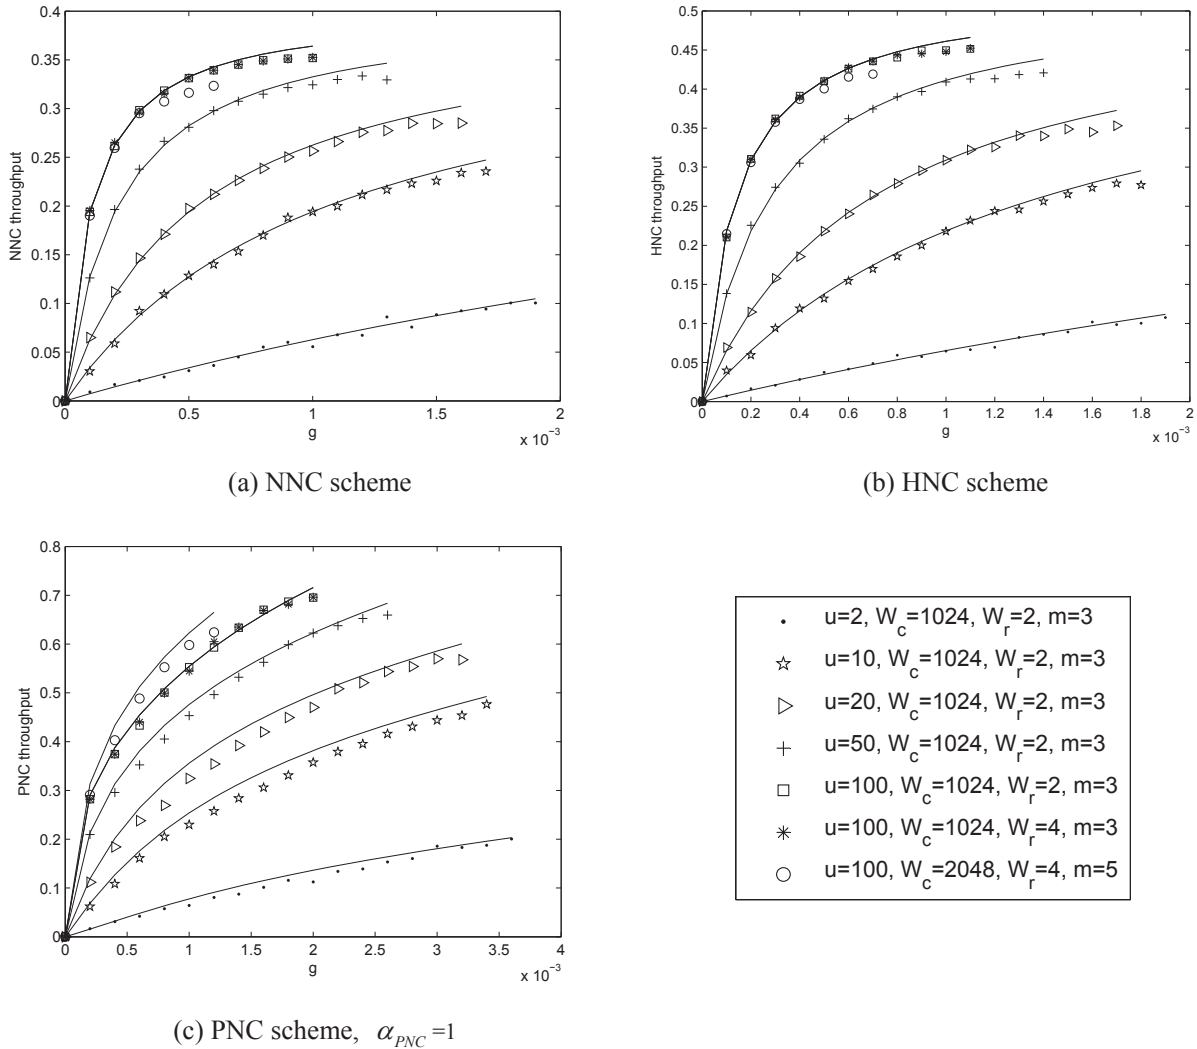 0.4
0.35
0.3
0.25
0.2
0.15
0.1
0.05
0
NNC throughput
0 0.5 1 1.5 2
g
x 10⁻³
(a) NNC scheme
0.5
0.45
0.4
0.35
0.3
0.25
0.2
0.15
0.1
0.05
0
HNC throughput
0 0.2 0.4 0.6 0.8 1 1.2 1.4 1.6 1.8 2
g
x 10⁻³
(b) HNC scheme
0.8
0.7
0.6
0.5
0.4
0.3
0.2
0.1
0
PNC throughput
0 0.5 1 1.5 2 2.5 3 3.5 4
g
x 10⁻³
(c) PNC scheme, α_PNC =1
u=2, W_c=1024, W_r=2, m=3
u=10, W_c=1024, W_r=2, m=3
u=20, W_c=1024, W_r=2, m=3
u=50, W_c=1024, W_r=2, m=3
u=100, W_c=1024, W_r=2, m=3
u=100, W_c=1024, W_r=4, m=3
u=100, W_c=2048, W_r=4, m=5